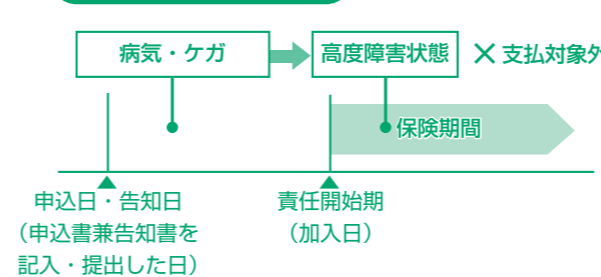 病気・ケガ
高度障害状態
×支払対象外
保険期間
申込日・告知日
（申込書兼告知書を
記入・提出した日）
責任開始期
（加入日）